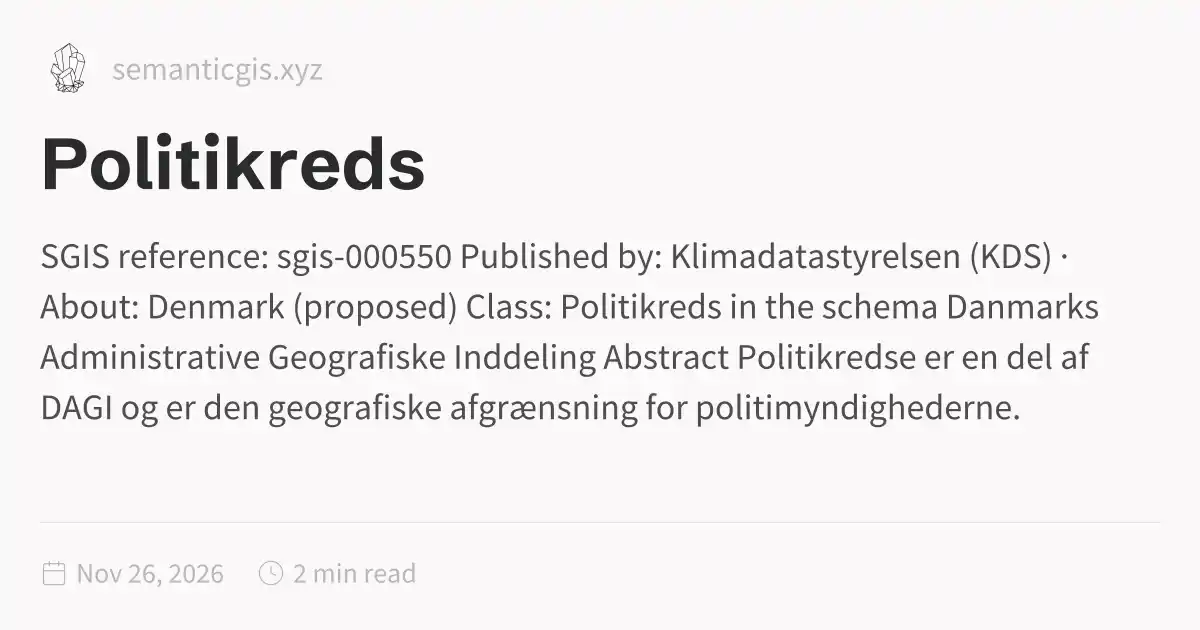 semanticgis.xyz
Politikreds
SGIS reference: sgis-000550 Published by: Klimadatastyrelsen (KDS) ·
About: Denmark (proposed) Class: Politikreds in the schema Danmarks
Administrative Geografiske Inddeling Abstract Politikredse er en del af
DAGI og er den geografiske afgrænsning for politimyndighederne.
Nov 26, 2026 2 min read